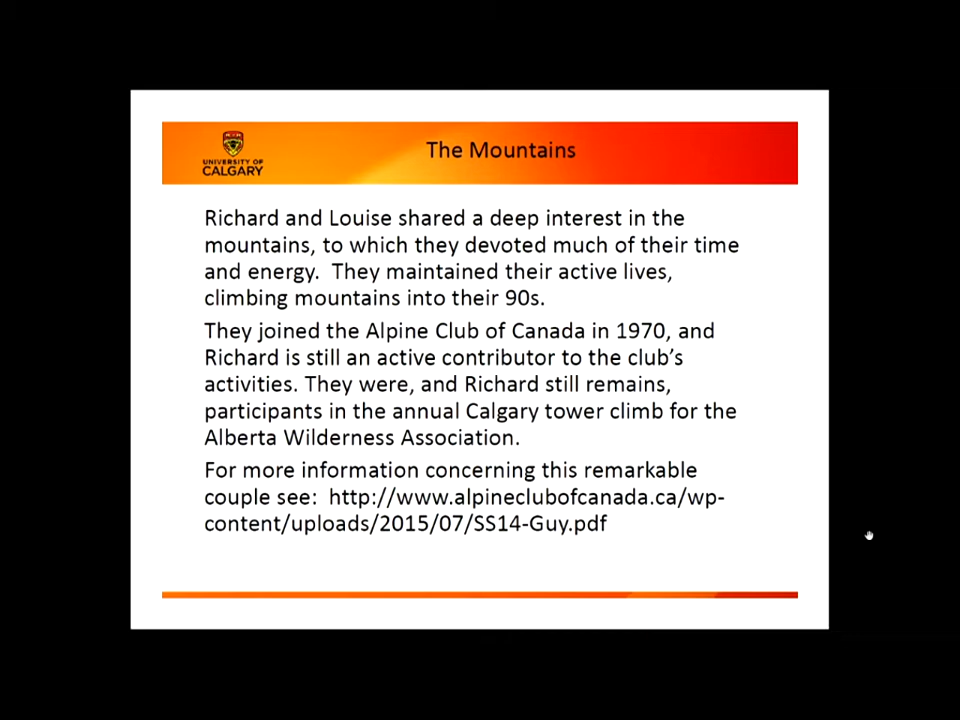 UNIVERSITY OF
CALGARY
The Mountains
Richard and Louise shared a deep interest in the
mountains, to which they devoted much of their time
and energy.  They maintained their active lives,
climbing mountains into their 90s.
They joined the Alpine Club of Canada in 1970, and
Richard is still an active contributor to the club’s
activities. They were, and Richard still remains,
participants in the annual Calgary tower climb for the
Alberta Wilderness Association.
For more information concerning this remarkable
couple see:  http://www.alpineclubofcanada.ca/wp-
content/uploads/2015/07/SS14-Guy.pdf